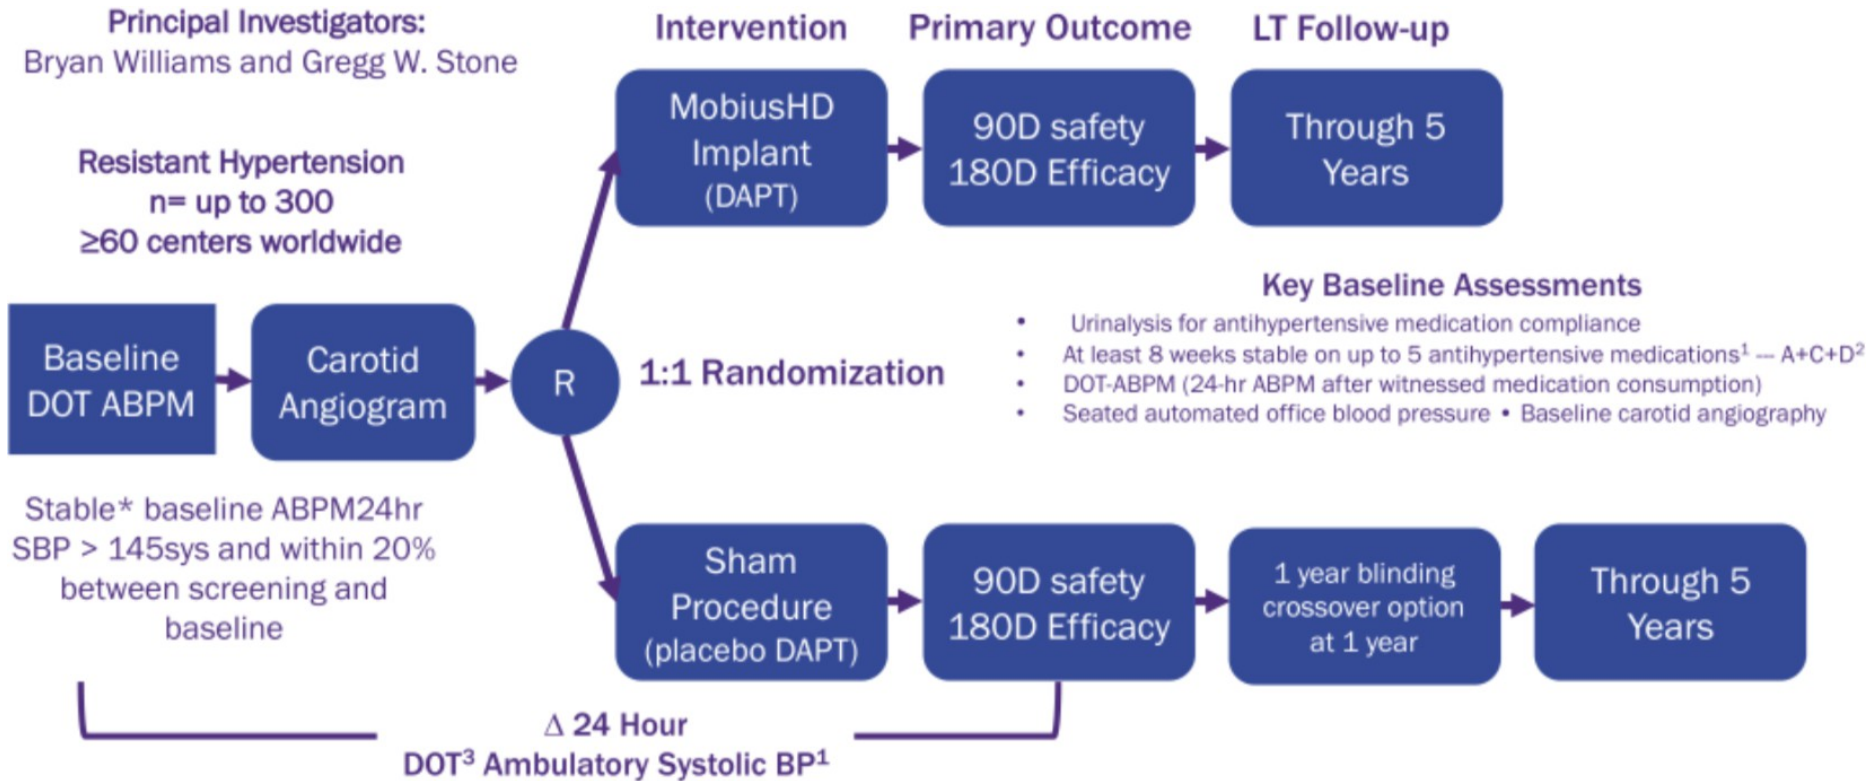 Principal Investigators:
Bryan Williams and Gregg W. Stone
Resistant Hypertension
n= up to 300
≥60 centers worldwide
Intervention
Primary Outcome
LT Follow-up
MobiusHD
Implant
(DAPT)
90D safety
180D Efficacy
Through 5
Years
Baseline
DOT ABPM
Carotid
Angiogram
R
1:1 Randomization
Key Baseline Assessments
• Urinalysis for antihypertensive medication compliance
• At least 8 weeks stable on up to 5 antihypertensive medications¹ --- A+C+D²
• DOT-ABPM (24-hr ABPM after witnessed medication consumption)
• Seated automated office blood pressure • Baseline carotid angiography
Stable* baseline ABPM24hr
SBP > 145sys and within 20%
between screening and
baseline
Sham
Procedure
(placebo DAPT)
90D safety
180D Efficacy
1 year blinding
crossover option
at 1 year
Through 5
Years
Δ 24 Hour
DOT³ Ambulatory Systolic BP¹